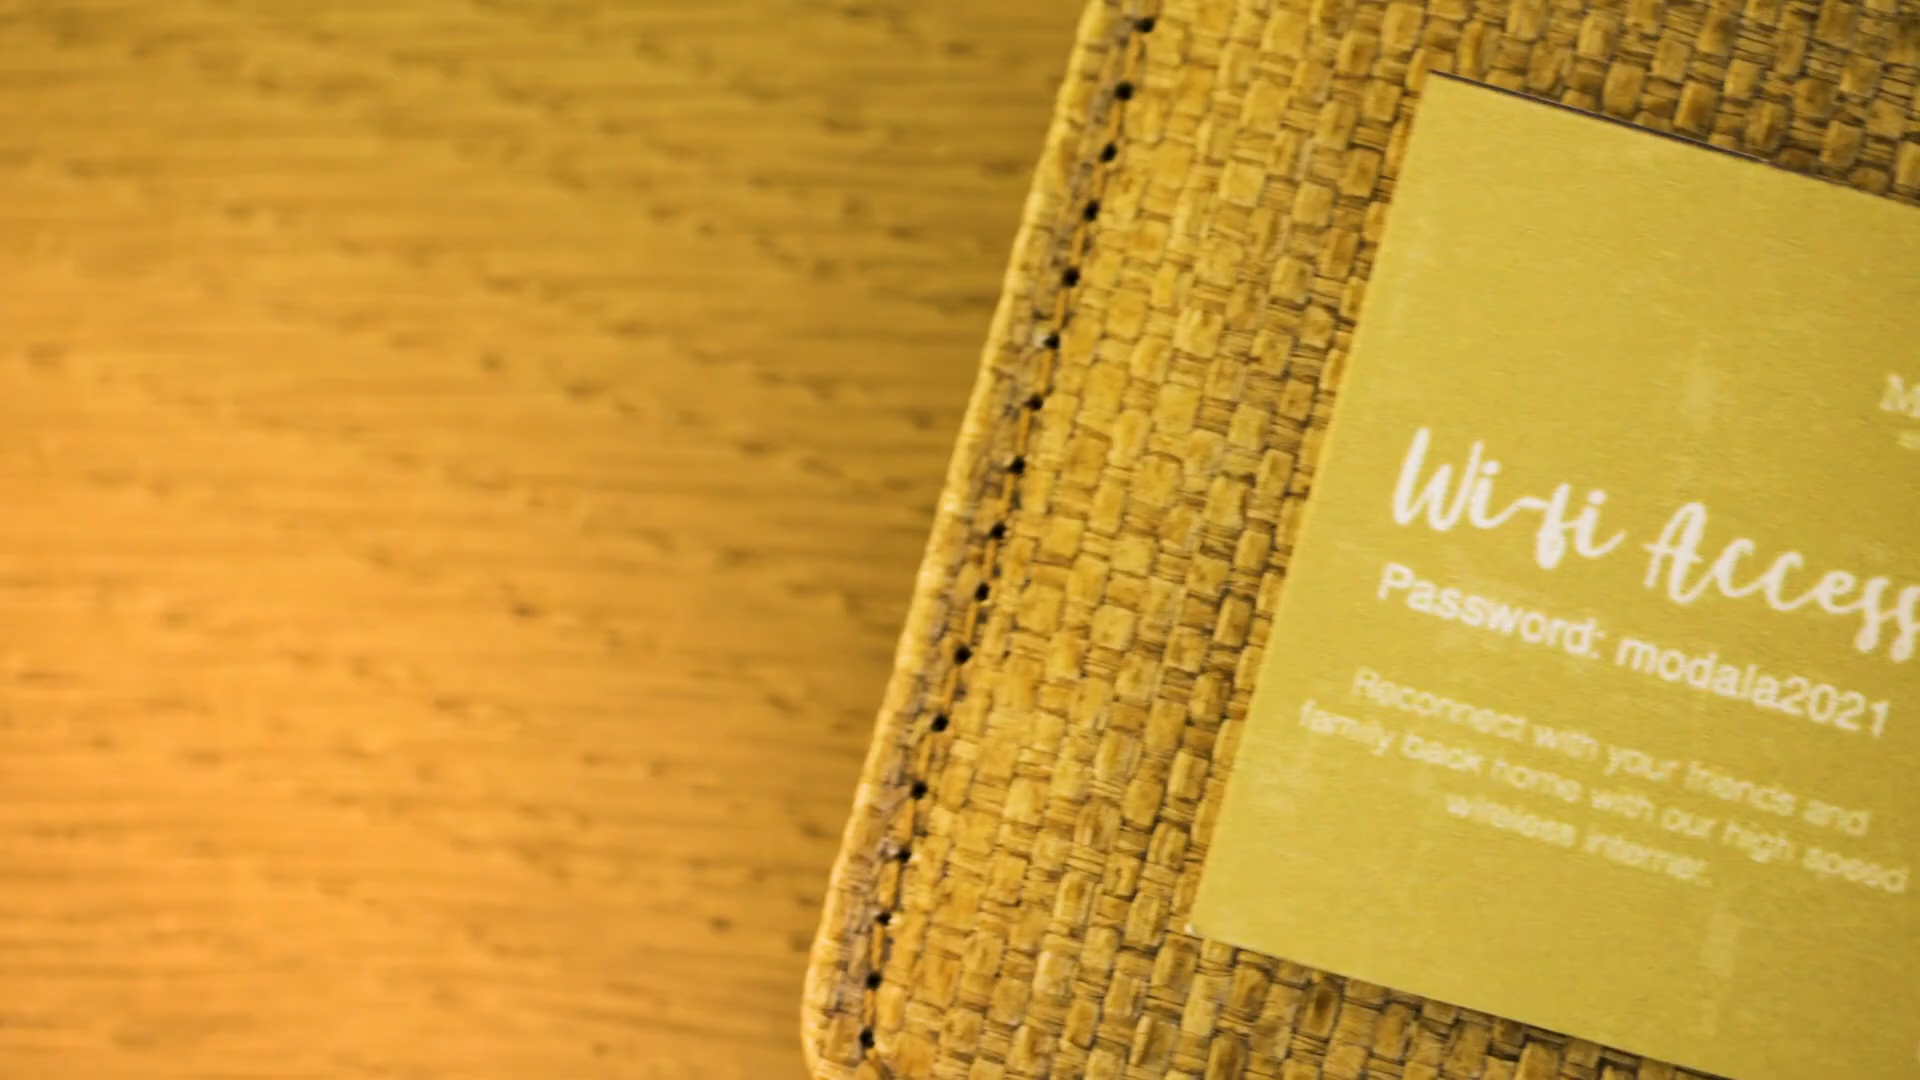 Wi-fi Access
Password: modala2021
Reconnect with your friends and
family back home with our high speed
wireless internet.